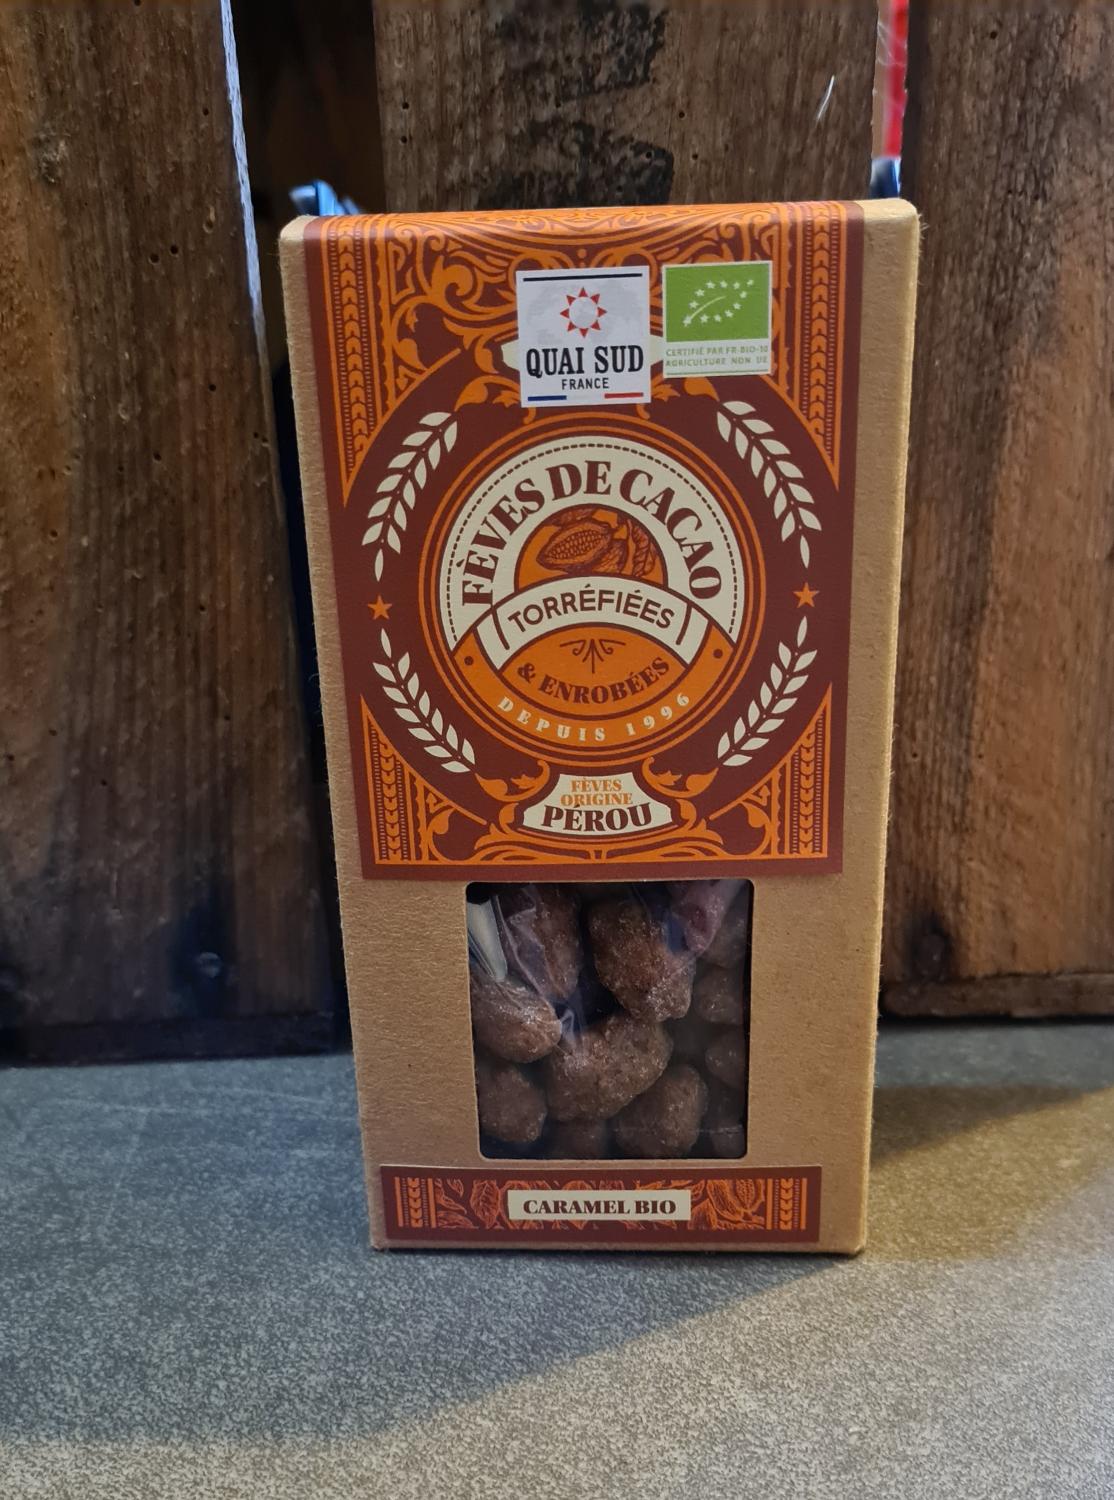 QUAI SUD
FRANCE
CERTIFIÉ PAR FR-BIO-10
AGRICULTURE NON UE
FÈVES DE CACAO
TORRÉFIÉES
& ENROBÉES
DEPUIS 1996
FÈVES
ORIGINE
PÉROU
CARAMEL BIO